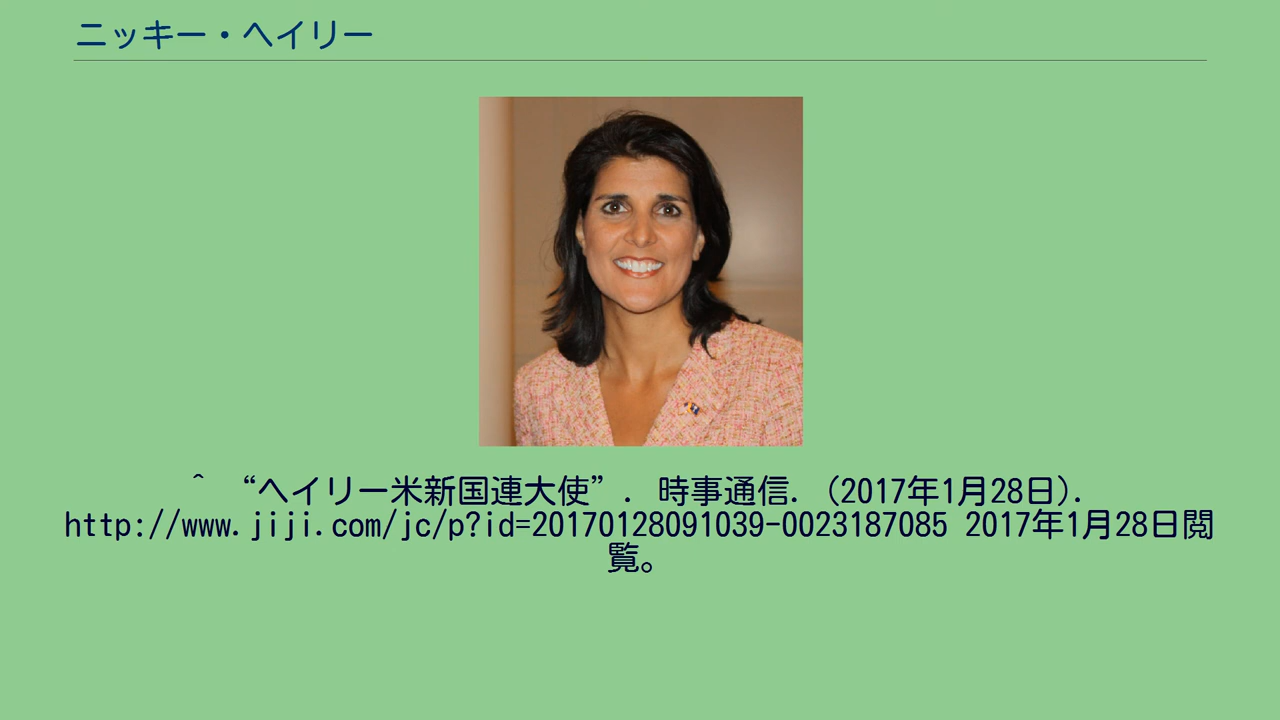 ニッキー・ヘイリー
^ “ヘイリー米新国連大使”. 時事通信. (2017年1月28日).
http://www.jiji.com/jc/p?id=20170128091039-0023187085 2017年1月28日閲
覧。